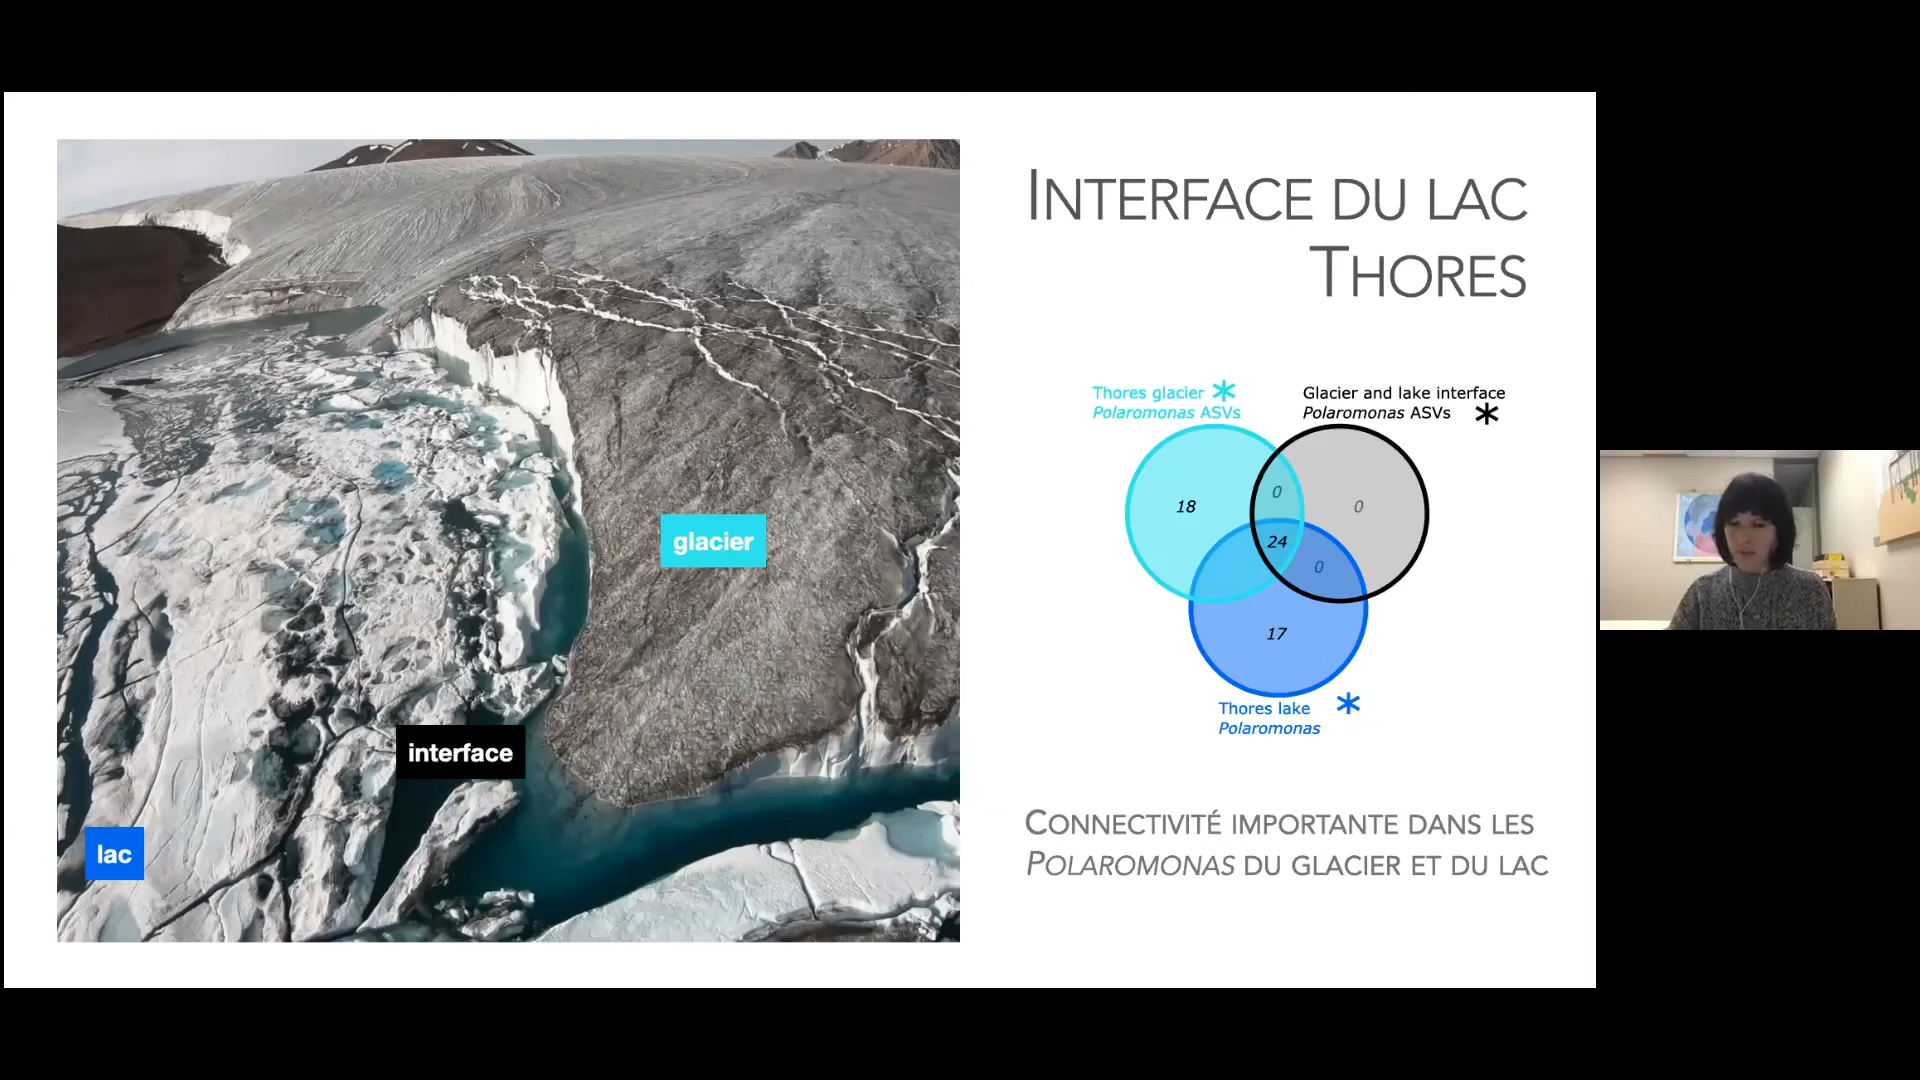 INTERFACE DU LAC
THORES
Thores glacier *
Polaromonas ASVs
Glacier and lake interface
Polaromonas ASVs *
18
0
0
24
0
17
Thores lake *
Polaromonas
glacier
interface
lac
CONNECTIVITÉ IMPORTANTE DANS LES
POLAROMONAS DU GLACIER ET DU LAC